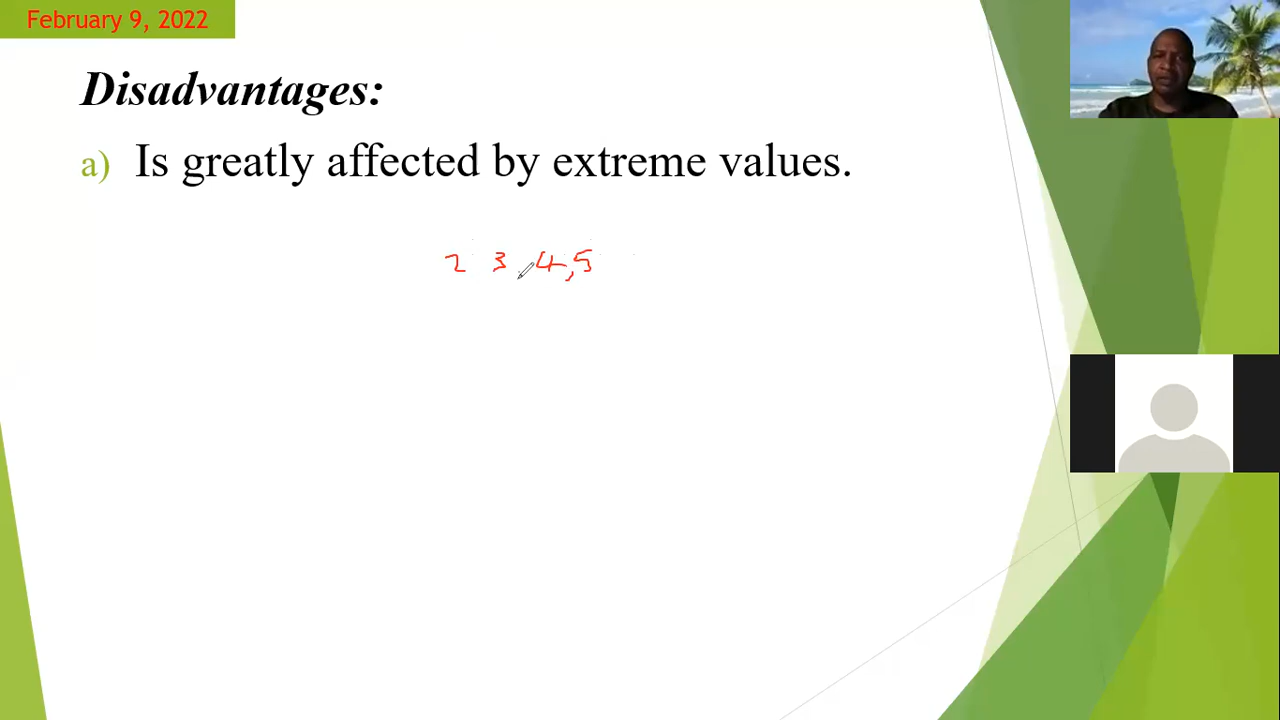 February 9, 2022
Disadvantages:
a) Is greatly affected by extreme values.
2 3, 4,5